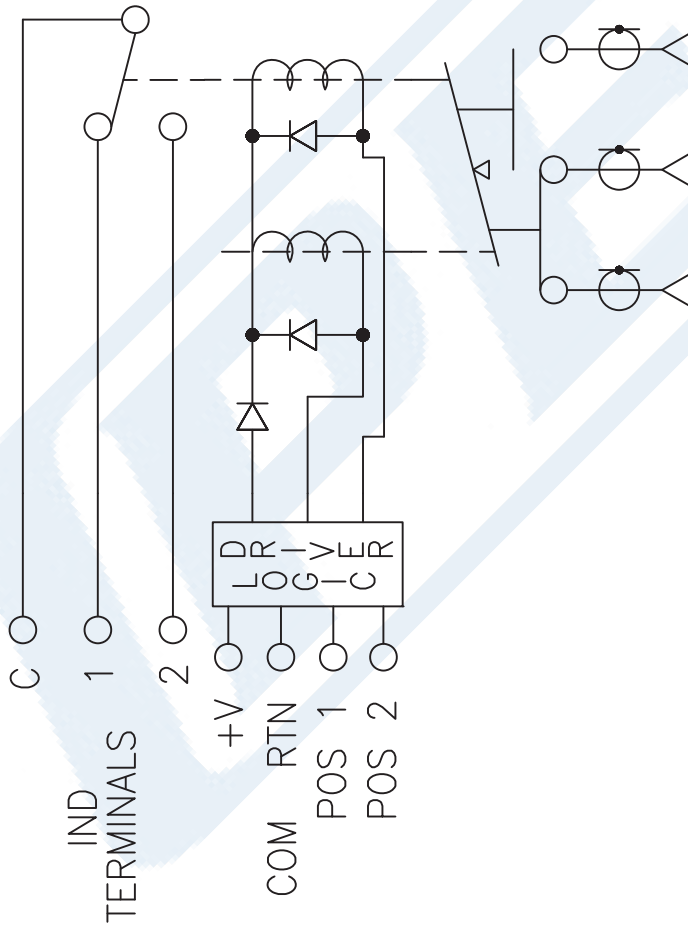 C
1
2
IND
TERMINALS
+V
COM RTN
POS 1
POS 2
LOGIC
DRIVER